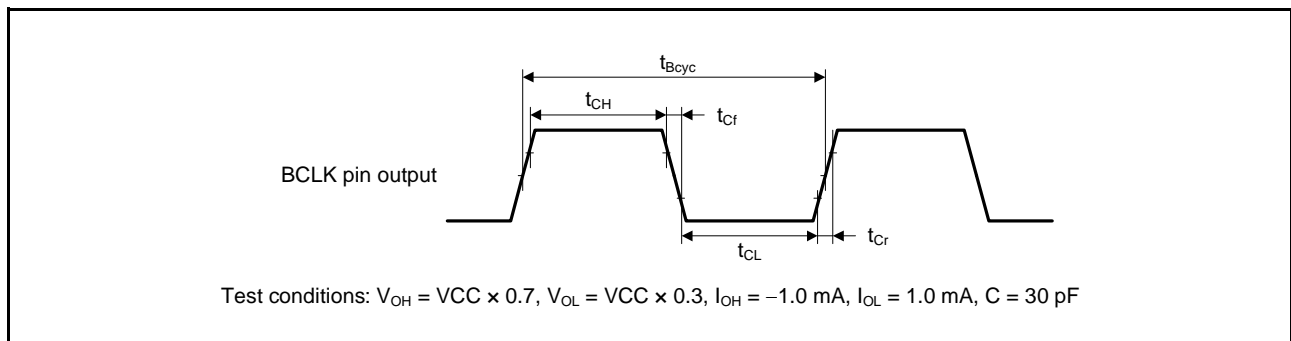 tBcyc
tCH
tCf
BCLK pin output
tCL
tCr
Test conditions: VOH = VCC × 0.7, VOL = VCC × 0.3, IOH = −1.0 mA, IOL = 1.0 mA, C = 30 pF